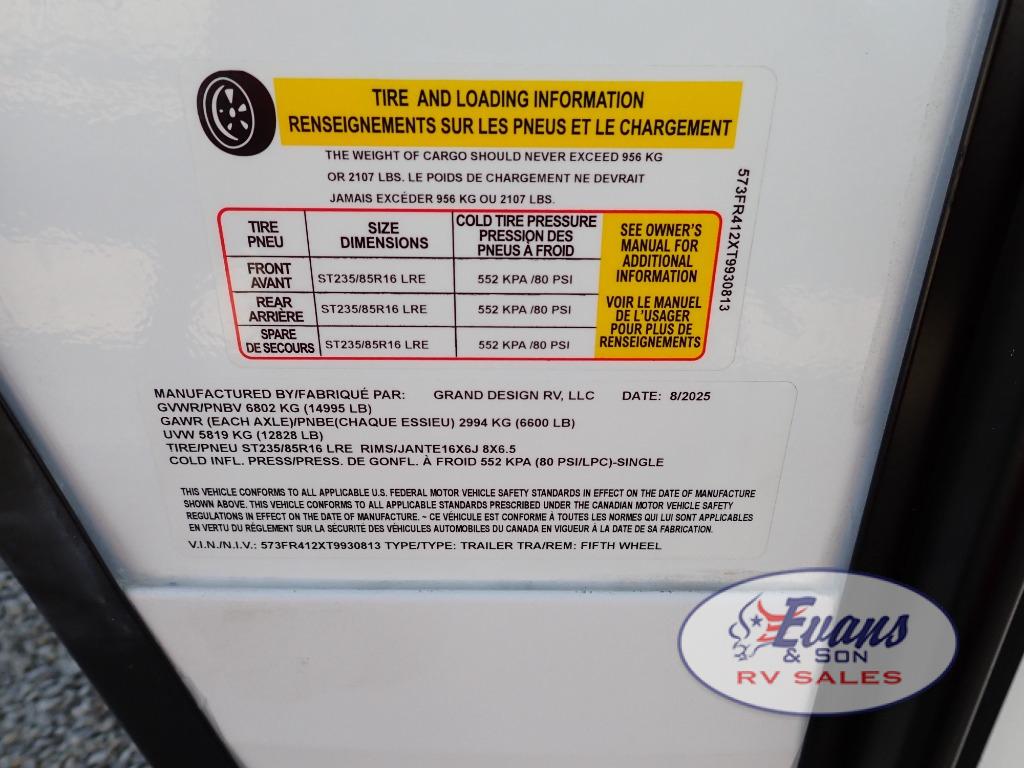 TIRE AND LOADING INFORMATION
RENSEIGNEMENTS SUR LES PNEUS ET LE CHARGEMENT
THE WEIGHT OF CARGO SHOULD NEVER EXCEED 956 KG
OR 2107 LBS. LE POIDS DE CHARGEMENT NE DEVRAIT
JAMAIS EXCÉDER 956 KG OU 2107 LBS.
TIRE
PNEU
SIZE
DIMENSIONS
COLD TIRE PRESSURE
PRESSION DES
PNEUS À FROID
FRONT
AVANT
ST235/85R16 LRE
552 KPA /80 PSI
REAR
ARRIÈRE
ST235/85R16 LRE
552 KPA /80 PSI
SPARE
DE SECOURS
ST235/85R16 LRE
552 KPA /80 PSI
SEE OWNER'S
MANUAL FOR
ADDITIONAL
INFORMATION
VOIR LE MANUEL
DE L'USAGER
POUR PLUS DE
RENSEIGNEMENTS
573FR412XT9930813
MANUFACTURED BY/FABRIQUÉ PAR: GRAND DESIGN RV, LLC DATE: 8/2025
GVWR/PNBV 6802 KG (14995 LB)
GAWR (EACH AXLE)/PNBE(CHAQUE ESSIEU) 2994 KG (6600 LB)
UVW 5819 KG (12828 LB)
TIRE/PNEU ST235/85R16 LRE RIMS/JANTE16X6J 8X6.5
COLD INFL. PRESS/PRESS. DE GONFL. À FROID 552 KPA (80 PSI/LPC)-SINGLE
THIS VEHICLE CONFORMS TO ALL APPLICABLE U.S. FEDERAL MOTOR VEHICLE SAFETY STANDARDS IN EFFECT ON THE DATE OF MANUFACTURE
SHOWN ABOVE. THIS VEHICLE CONFORMS TO ALL APPLICABLE STANDARDS PRESCRIBED UNDER THE CANADIAN MOTOR VEHICLE SAFETY
REGULATIONS IN EFFECT ON THE DATE OF MANUFACTURE. ~ CE VÉHICULE EST CONFORME À TOUTES LES NORMES QUI LUI SONT APPLICABLES
EN VERTU DU RÉGLEMENT SUR LA SÉCURITÉ DES VÉHICULES AUTOMOBILES DU CANADA EN VIGUEUR À LA DATE DE SA FABRICATION.
V.I.N./N.I.V.: 573FR412XT9930813 TYPE/TYPE: TRAILER TRA/REM: FIFTH WHEEL
Evans
& SON
RV SALES